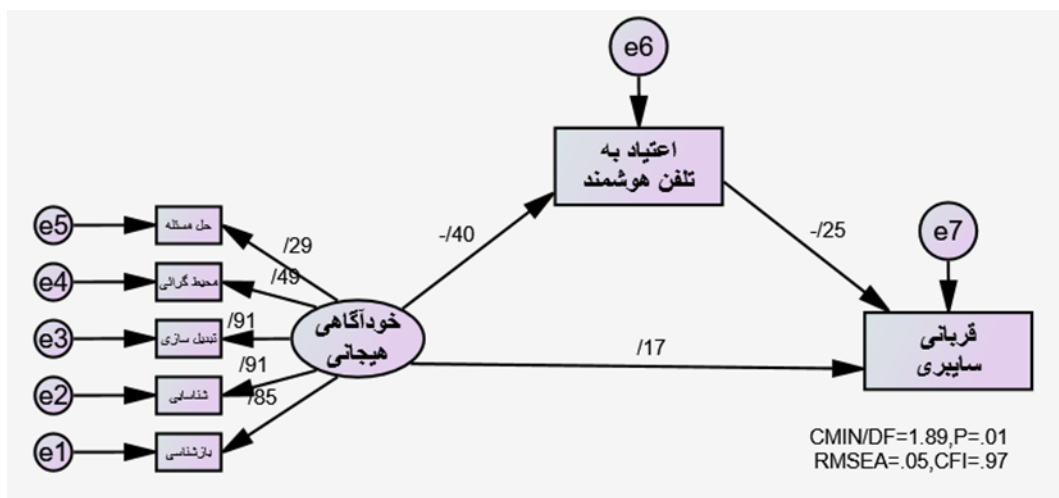 e6
اعتیاد به
تلفن هوشمند
-/40
-/25
e7
e5
حل مسئله
/29
e4
محیط گرائی
/49
e3
تبدیل سازی
/91
خودآگاهی
هیجانی
/17
قربانی
سایبری
e2
شناسایی
/91
/85
e1
بازشناسی
CMIN/DF=1.89,P=.01
RMSEA=.05,CFI=.97